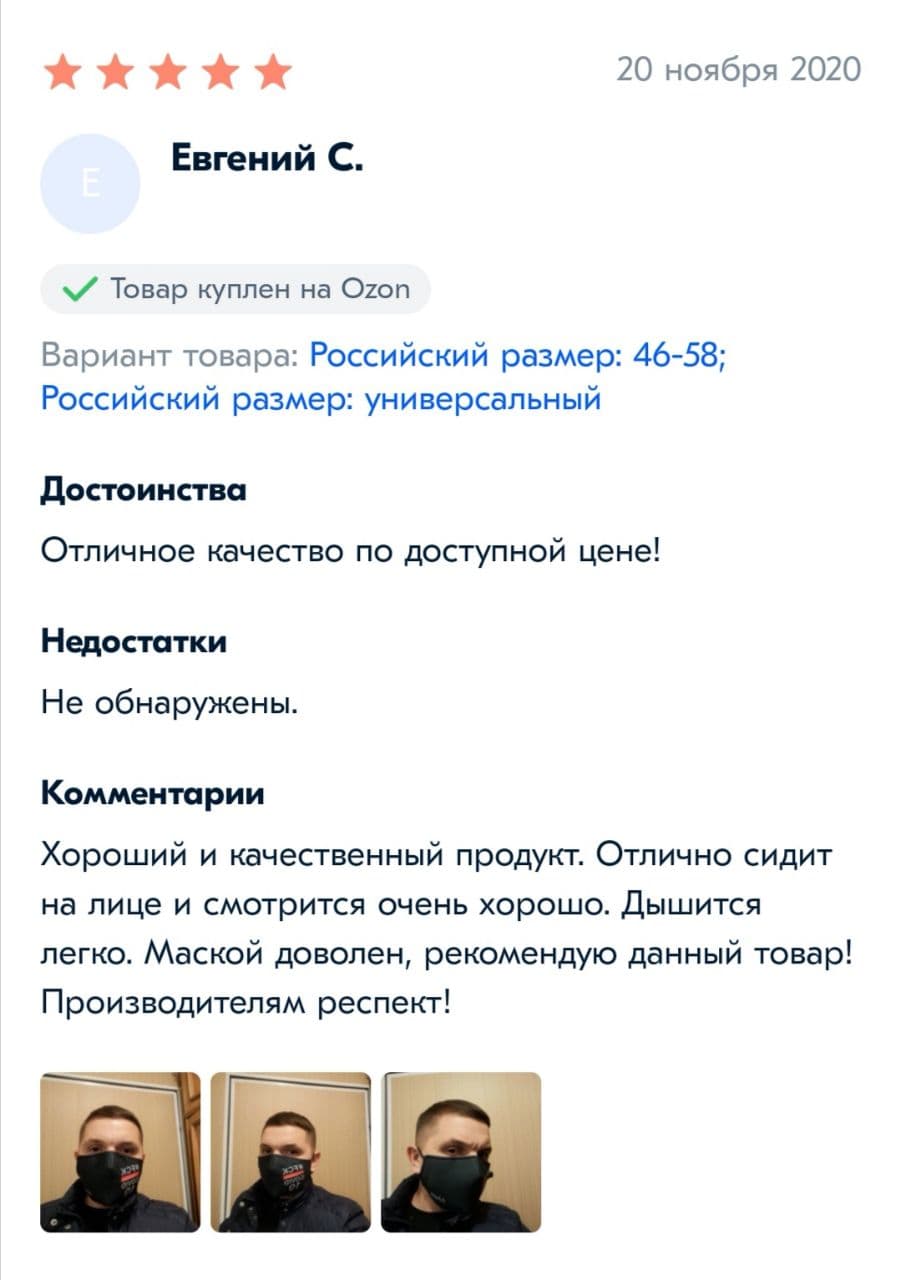 20 ноября 2020
Е
Евгений С.
Товар куплен на Ozon
Вариант товара: Российский размер: 46-58;
Российский размер: универсальный
Достоинства
Отличное качество по доступной цене!
Недостатки
Не обнаружены.
Комментарии
Хороший и качественный продукт. Отлично сидит
на лице и смотрится очень хорошо. Дышится
легко. Маской доволен, рекомендую данный товар!
Производителям респект!